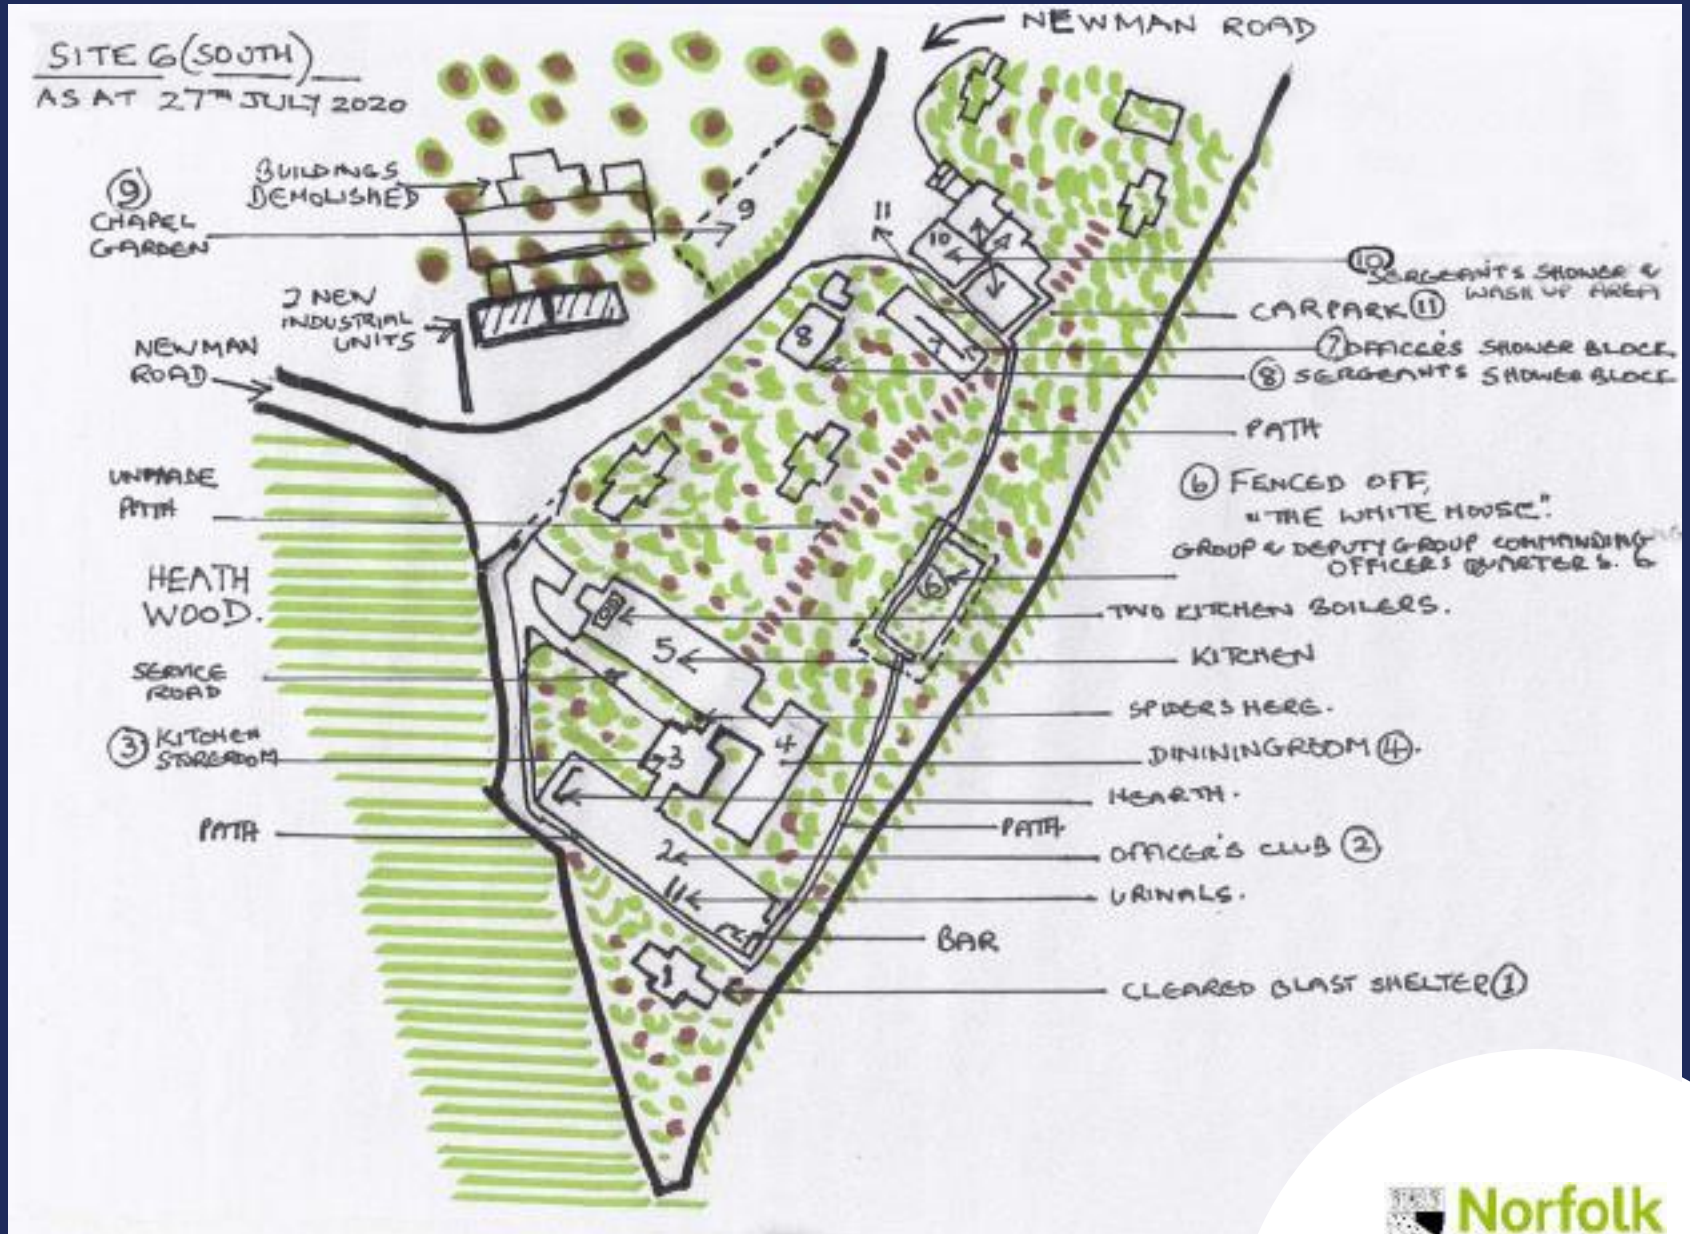 NEWMAN ROAD
SITE 6 (SOUTH)
AS AT 27TH JULY 2020
BUILDINGS
DEMOLISHED
9
CHAPEL
GARDEN
9
11
10
10
SERGEANT'S SHOWER &
WASH UP AREA
2 NEW
INDUSTRIAL
UNITS
CARPARK 11
NEWMAN
ROAD
8
7
7 OFFICER'S SHOWER BLOCK
8 SERGEANT'S SHOWER BLOCK
PATH
UNMADE
PATH
6 FENCED OFF,
"THE WHITE HOUSE".
GROUP & DEPUTY GROUP COMMANDING
OFFICERS QUARTERS. 6
6
HEATH
WOOD.
TWO KITCHEN BOILERS.
5
KITCHEN
SERVICE
ROAD
SPIDERS HERE.
3 KITCHEN
STOREROOM
3
4
DININGROOM 4.
HEARTH.
PATH
PATH.
2
OFFICER'S CLUB 2
11
URINALS.
BAR
1
CLEARED BLAST SHELTER 1
Norfolk